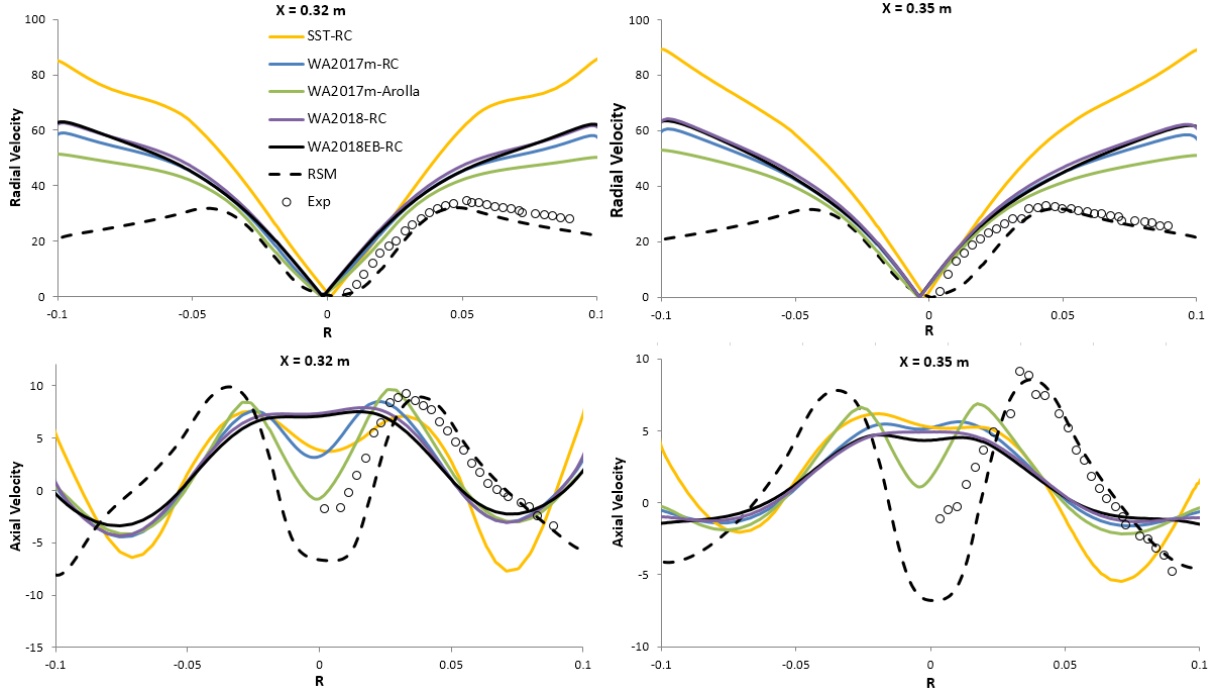 X = 0.32 m
100
80
60
40
20
0
-0.1
-0.05
0
0.05
0.1
Radial Velocity
R
SST-RC
WA2017m-RC
WA2017m-Arolla
WA2018-RC
WA2018EB-RC
RSM
Exp
X = 0.35 m
100
80
60
40
20
0
-0.1
-0.05
0
0.05
0.1
Radial Velocity
R
X = 0.32 m
10
5
0
-5
-10
-15
-0.1
-0.05
0
0.05
0.1
Axial Velocity
R
X = 0.35 m
10
5
0
-5
-10
-0.1
-0.05
0
0.05
0.1
Axial Velocity
R